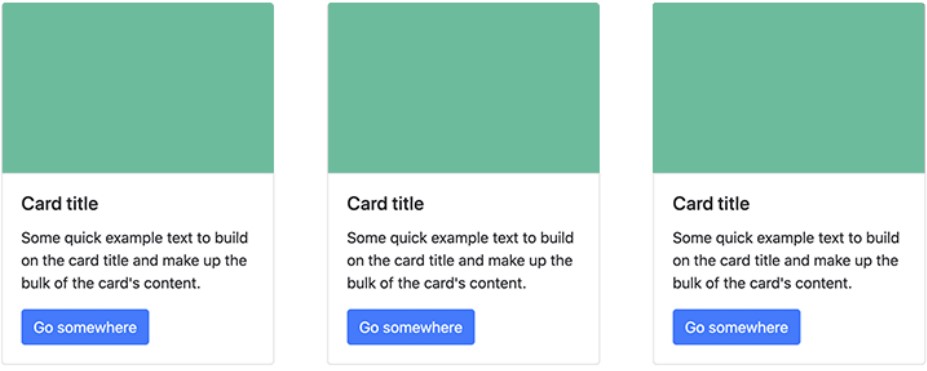 Card title
Some quick example text to build
on the card title and make up the
bulk of the card's content.
Go somewhere
Card title
Some quick example text to build
on the card title and make up the
bulk of the card's content.
Go somewhere
Card title
Some quick example text to build
on the card title and make up the
bulk of the card's content.
Go somewhere